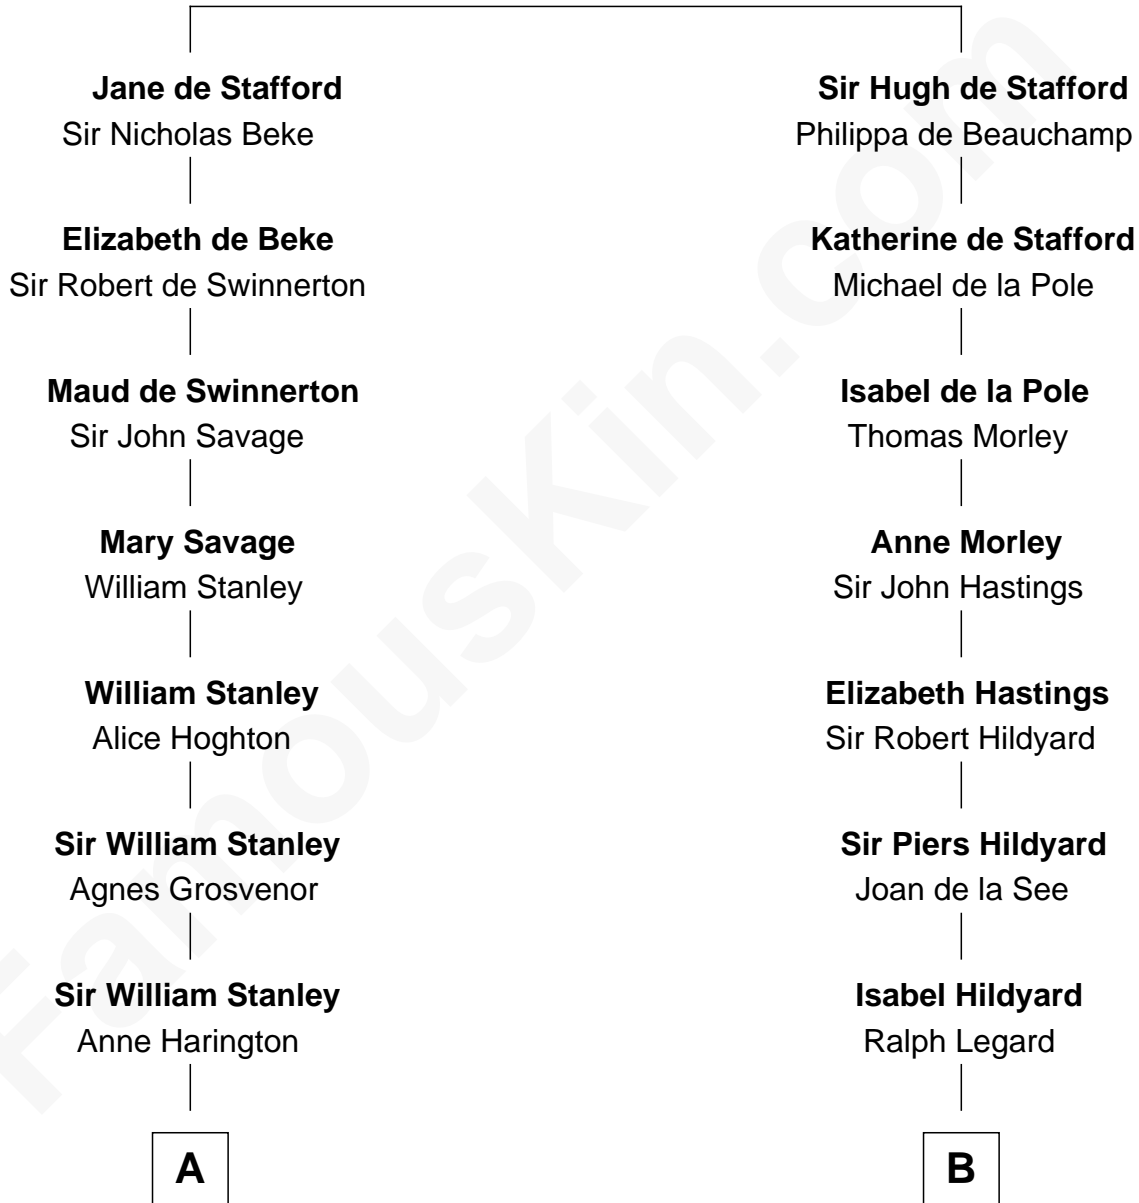 Jane de Stafford
Sir Nicholas Beke
Elizabeth de Beke
Sir Robert de Swinnerton
Maud de Swinnerton
Sir John Savage
Mary Savage
William Stanley
William Stanley
Alice Hoghton
Sir William Stanley
Agnes Grosvenor
Sir William Stanley
Anne Harington
A
Sir Hugh de Stafford
Philippa de Beauchamp
Katherine de Stafford
Michael de la Pole
Isabel de la Pole
Thomas Morley
Anne Morley
Sir John Hastings
Elizabeth Hastings
Sir Robert Hildyard
Sir Piers Hildyard
Joan de la See
Isabel Hildyard
Ralph Legard
B
FamousKin.com